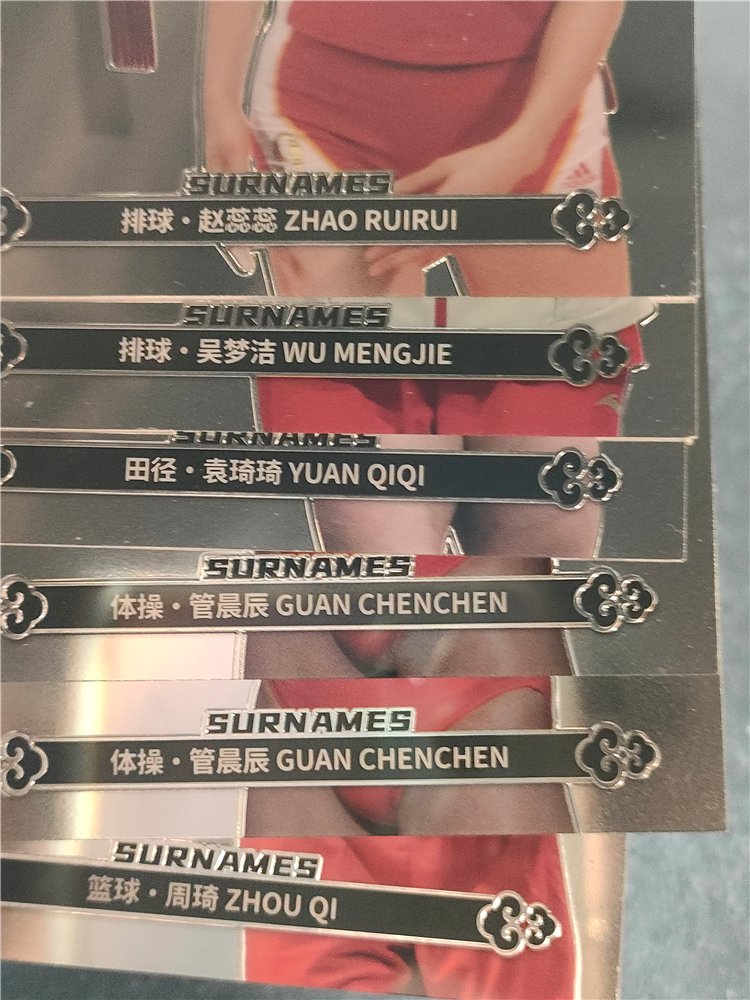 SURNAMES
排球·赵蕊蕊 ZHAO RUIRUI
SURNAMES
排球·吴梦洁 WU MENGJIE
SURNAMES
田径·袁琦琦 YUAN QIQI
SURNAMES
体操·管晨辰 GUAN CHENCHEN
SURNAMES
体操·管晨辰 GUAN CHENCHEN
SURNAMES
篮球·周琦 ZHOU QI